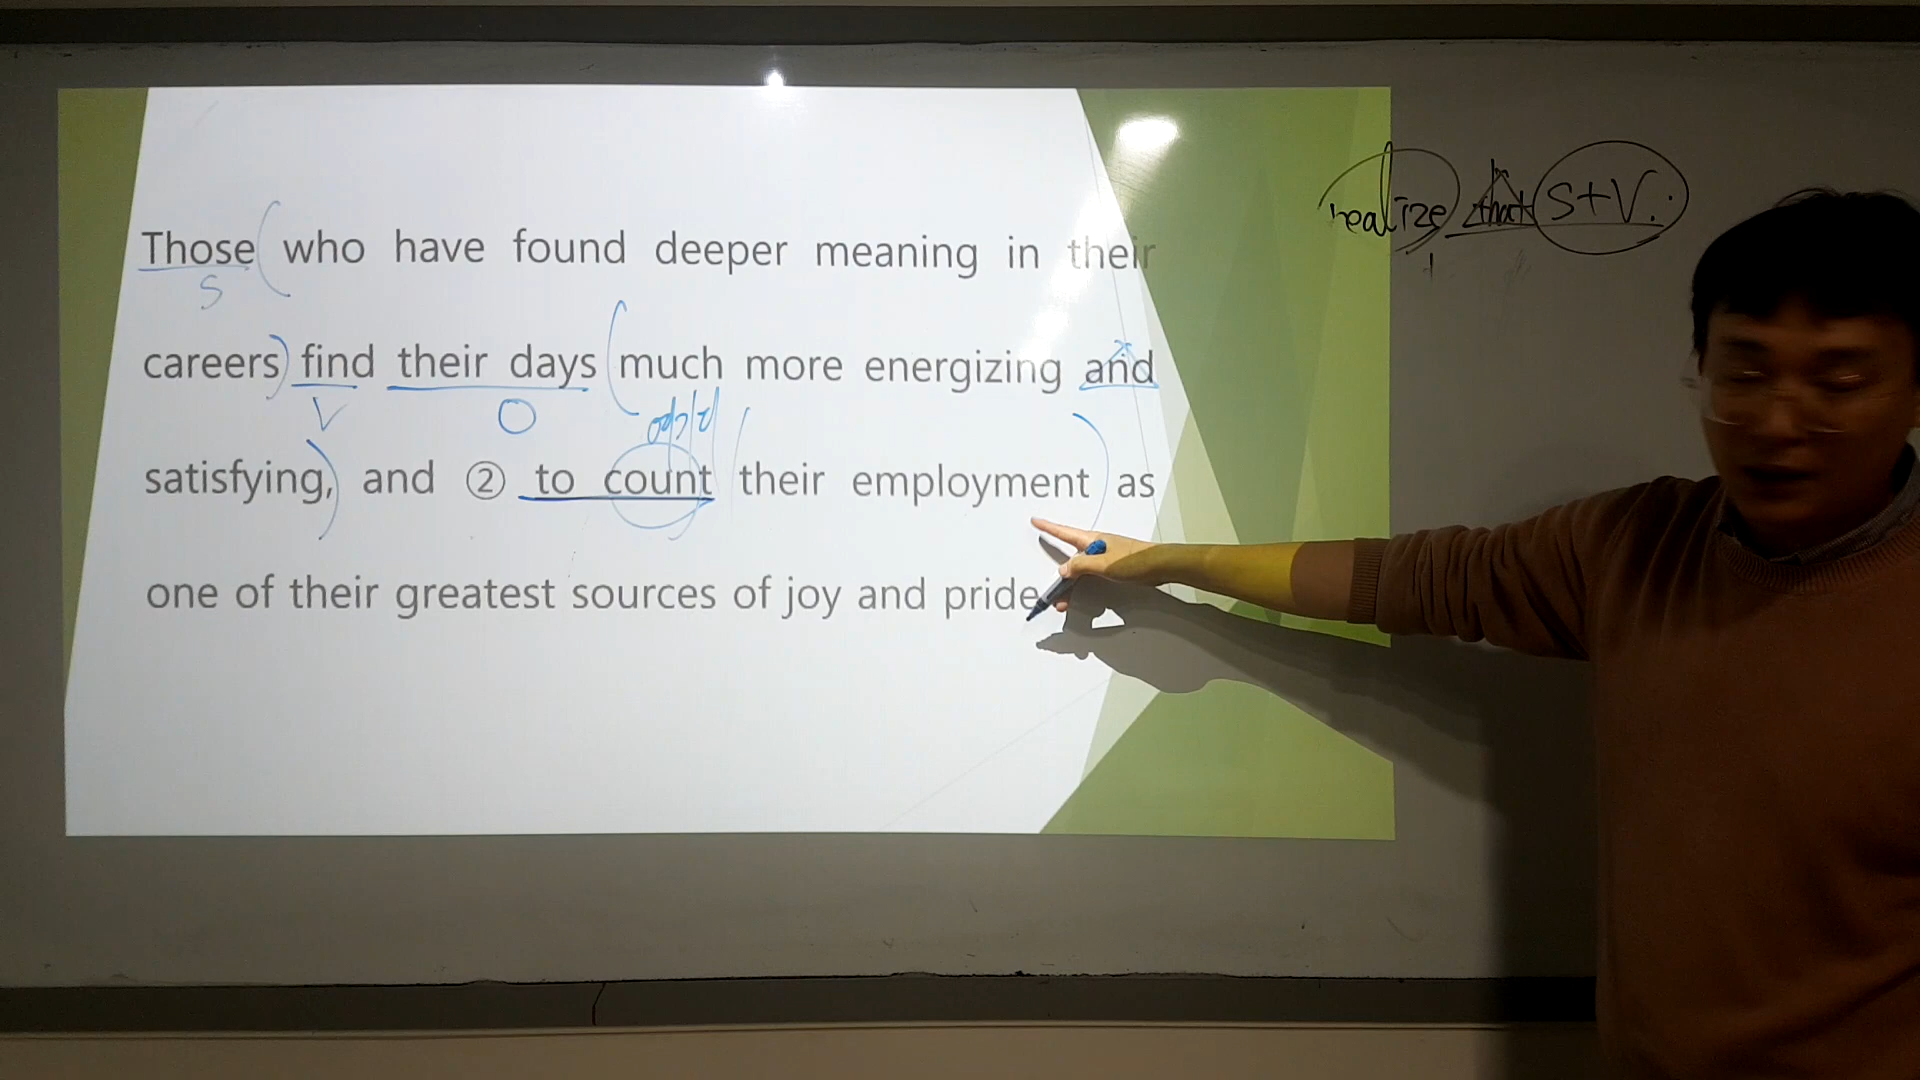 realize that S+V.
Those who have found deeper meaning in their
S
careers find their days much more energizing and
V O
satisfying, and ② to count their employment as
one of their greatest sources of joy and pride